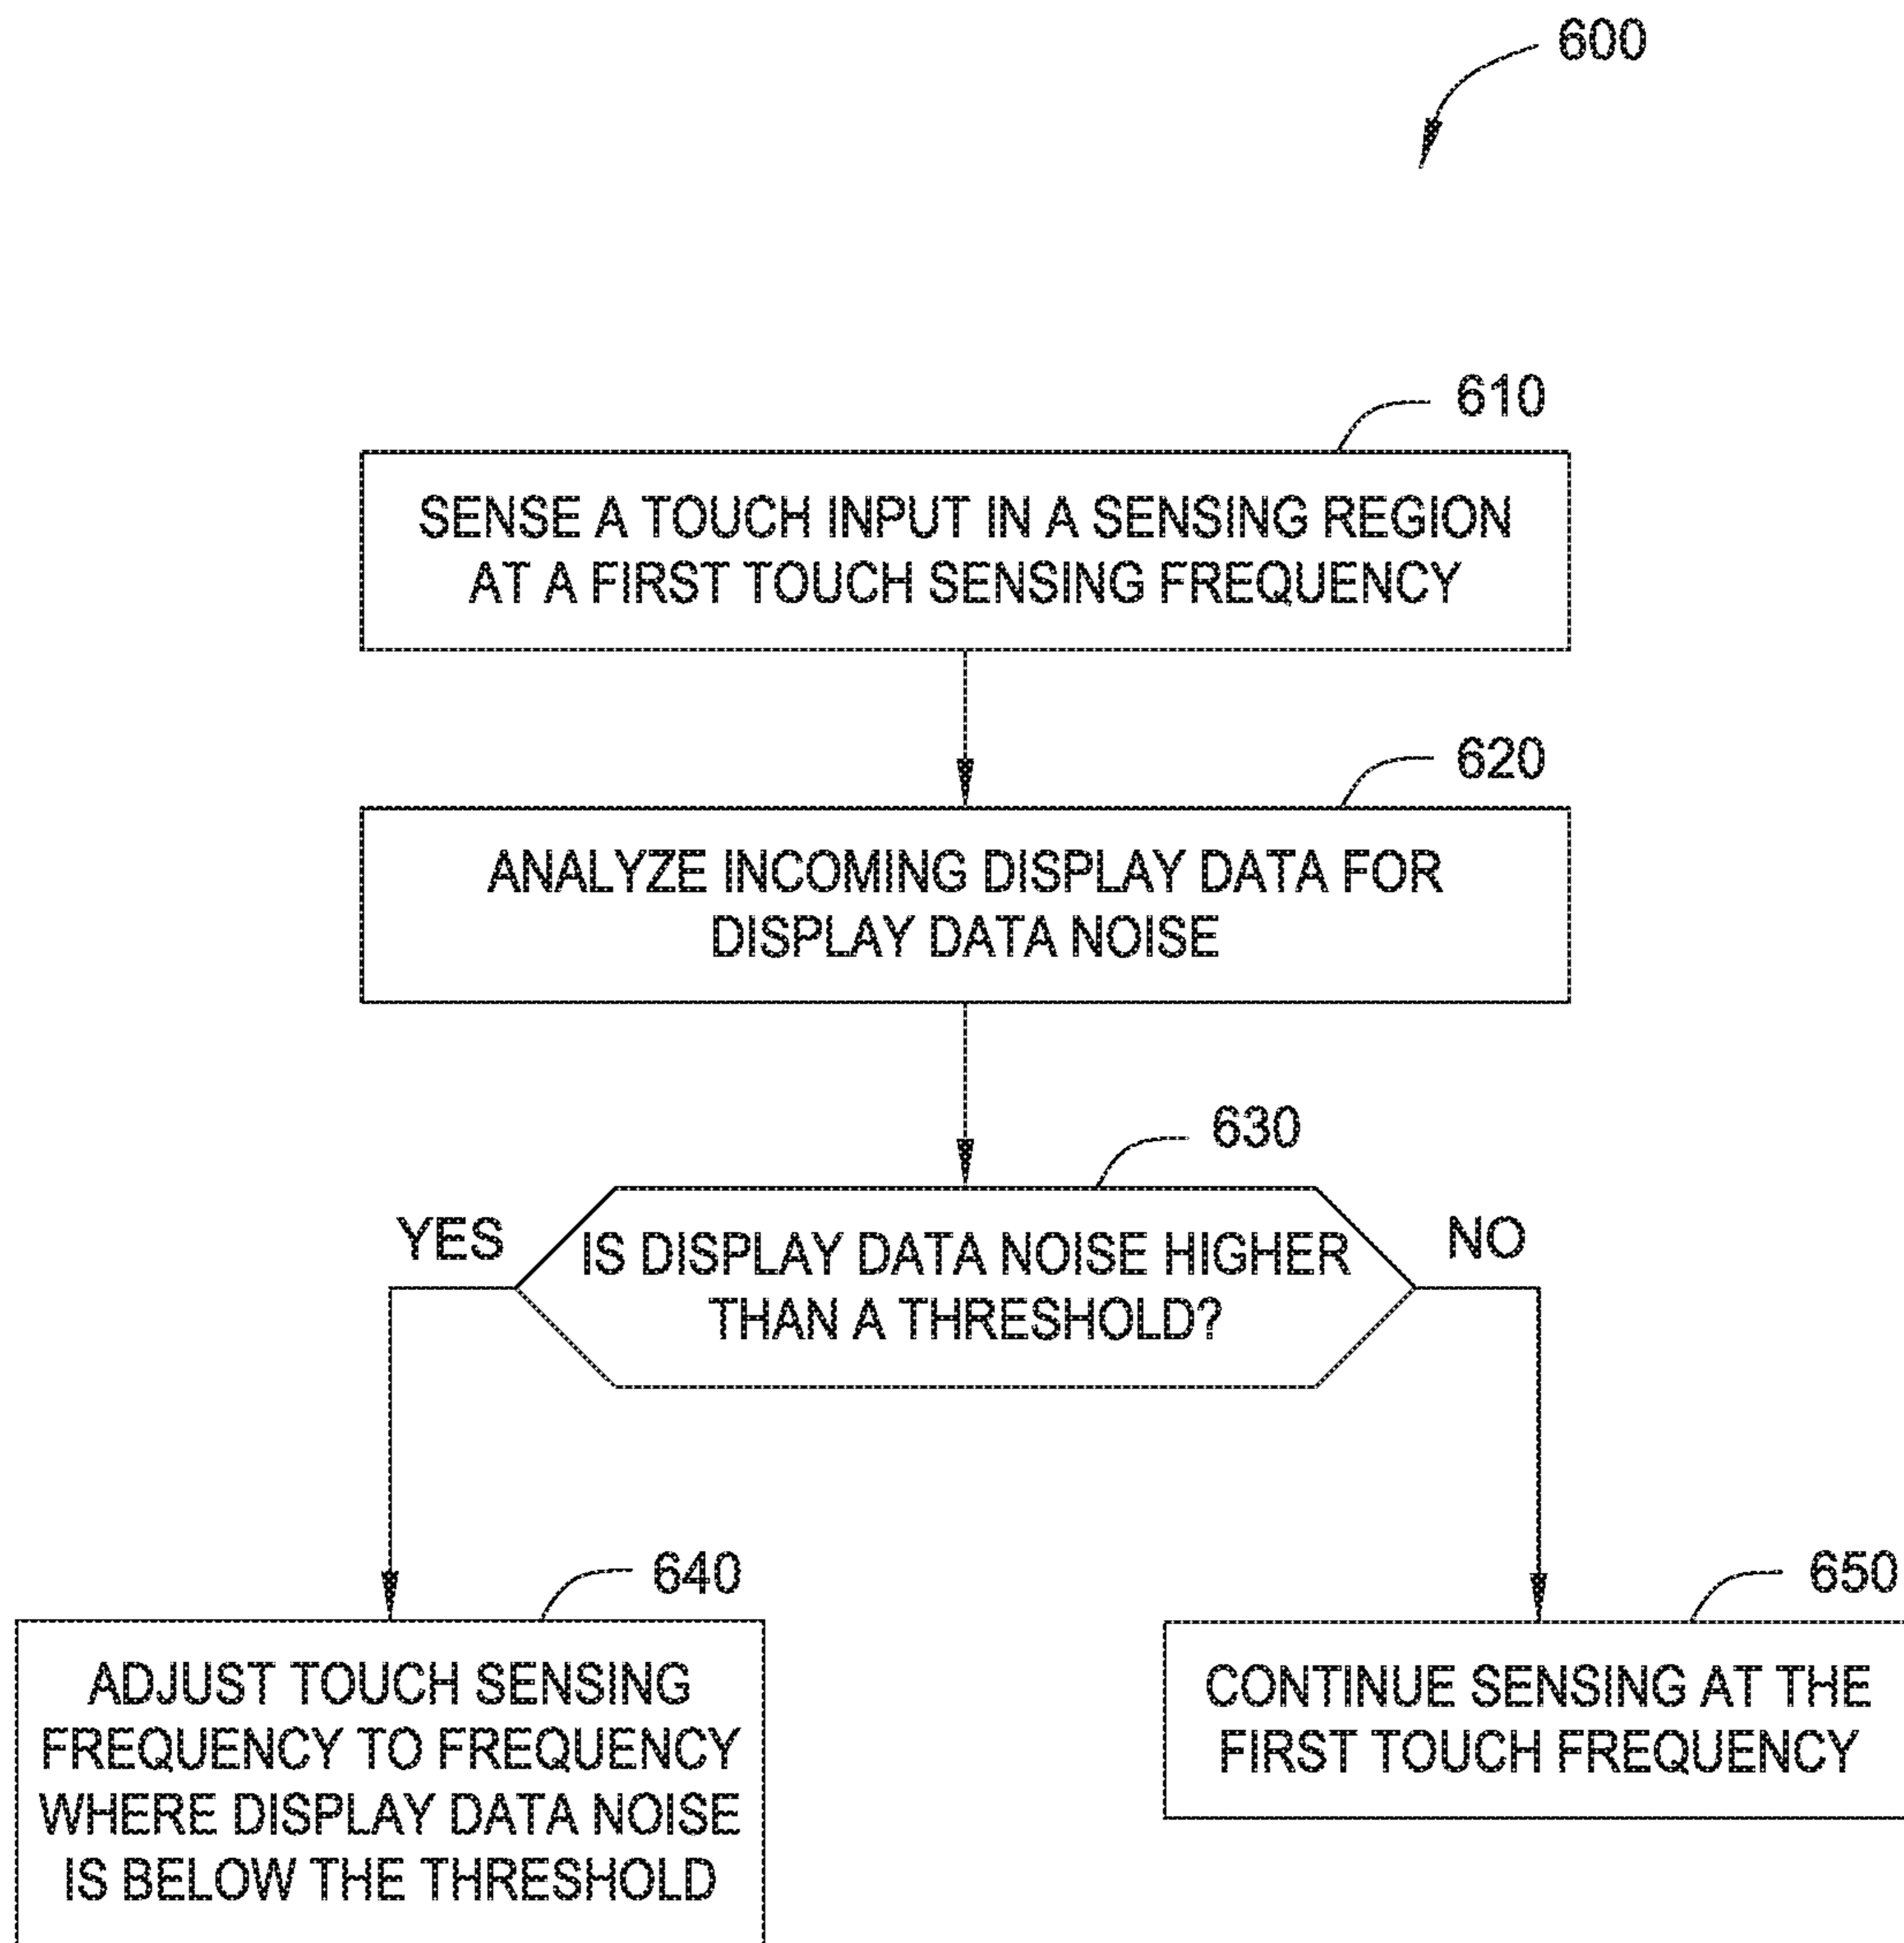 600
610
SENSE A TOUCH INPUT IN A SENSING REGION
AT A FIRST TOUCH SENSING FREQUENCY
620
ANALYZE INCOMING DISPLAY DATA FOR
DISPLAY DATA NOISE
630
YES
IS DISPLAY DATA NOISE HIGHER
THAN A THRESHOLD?
NO
640
ADJUST TOUCH SENSING
FREQUENCY TO FREQUENCY
WHERE DISPLAY DATA NOISE
IS BELOW THE THRESHOLD
650
CONTINUE SENSING AT THE
FIRST TOUCH FREQUENCY